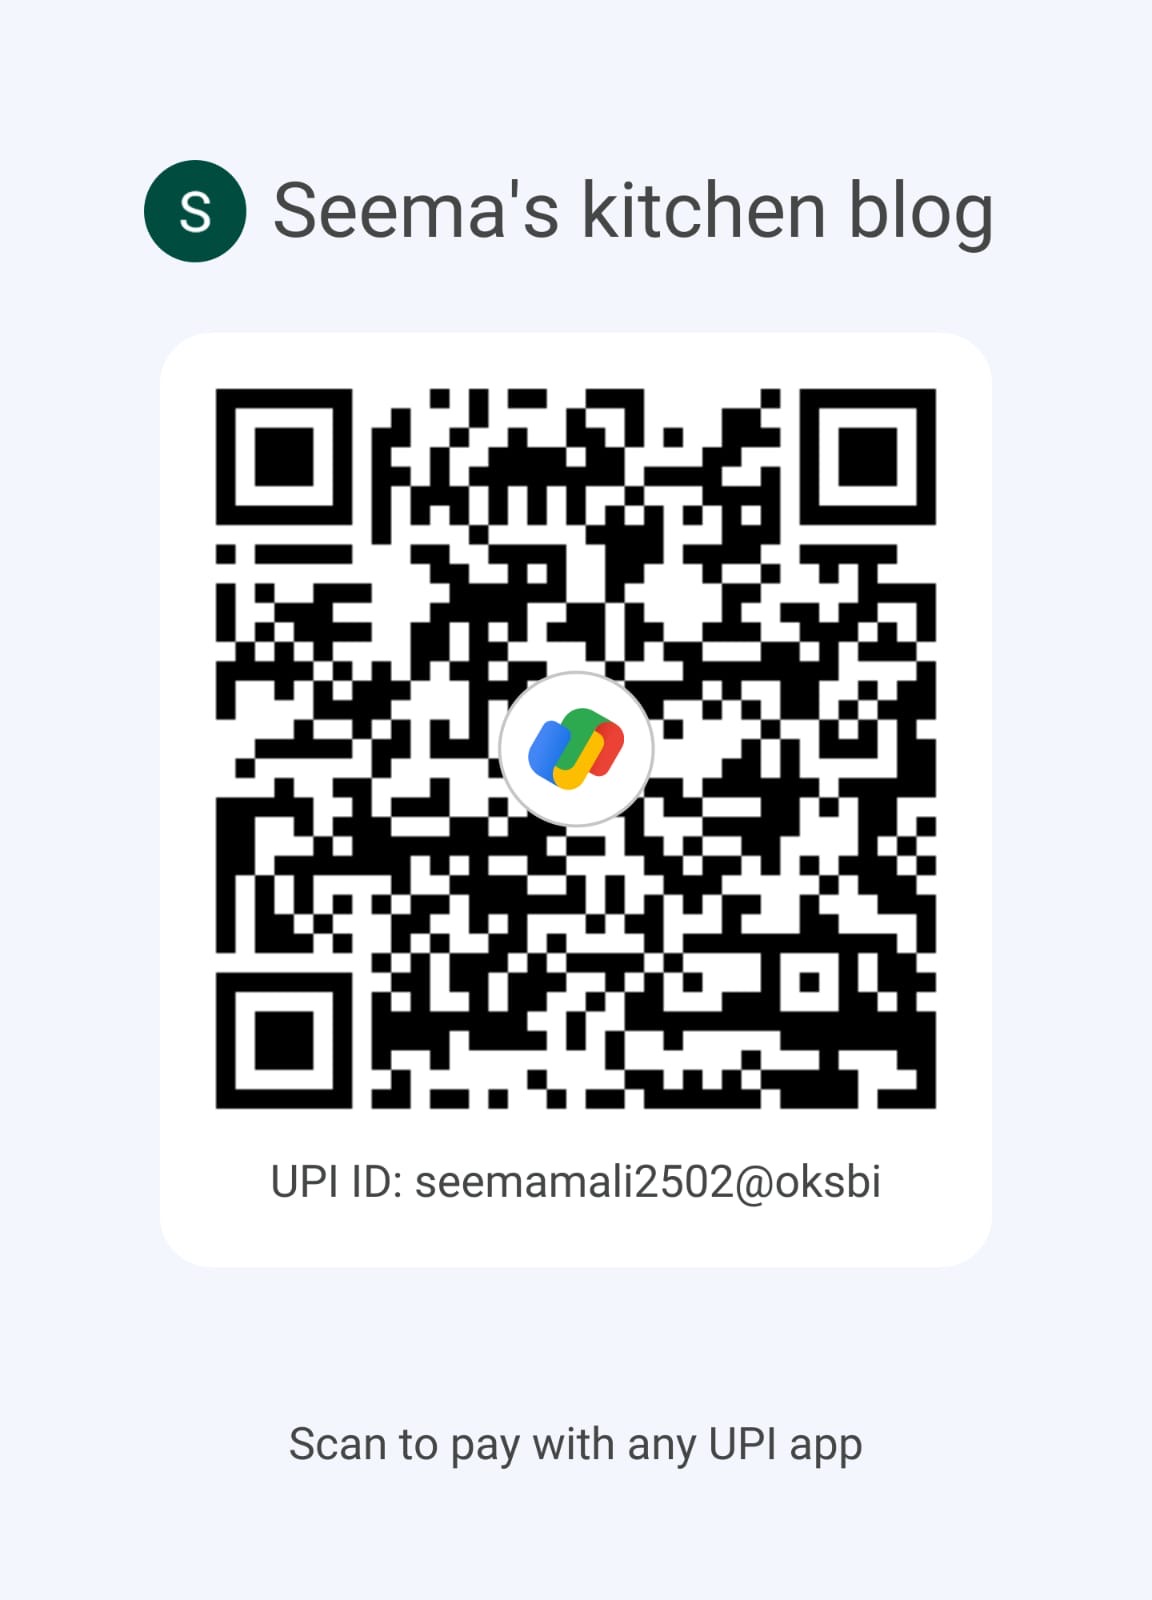 S Seema's kitchen blog
UPI ID: seemamali2502@oksbi
Scan to pay with any UPI app